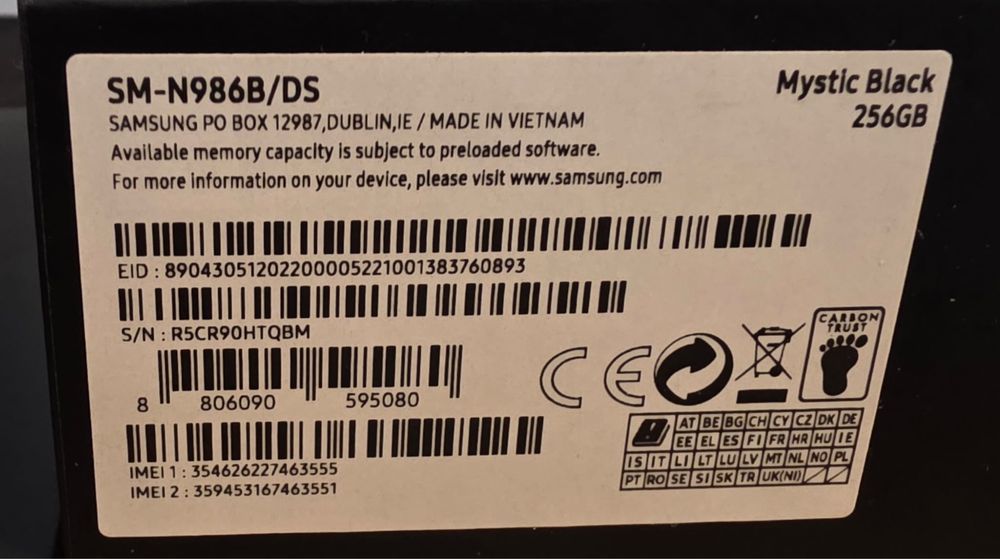 SM-N986B/DS
Mystic Black
256GB
SAMSUNG PO BOX 12987,DUBLIN,IE / MADE IN VIETNAM
Available memory capacity is subject to preloaded software.
For more information on your device, please visit www.samsung.com
EID : 89043051202200005221001383760893
S/N : R5CR90HTQBM
8 806090 595080
CE
CARBON
TRUST
AT BE BG CH CY CZ DK DE
EE EL ES FI FR HR HU IE
IS IT LI LT LU LV MT NL NO PL
PT RO SE SI SK TR UK(NI)
IMEI 1 : 354626227463555
IMEI 2 : 359453167463551